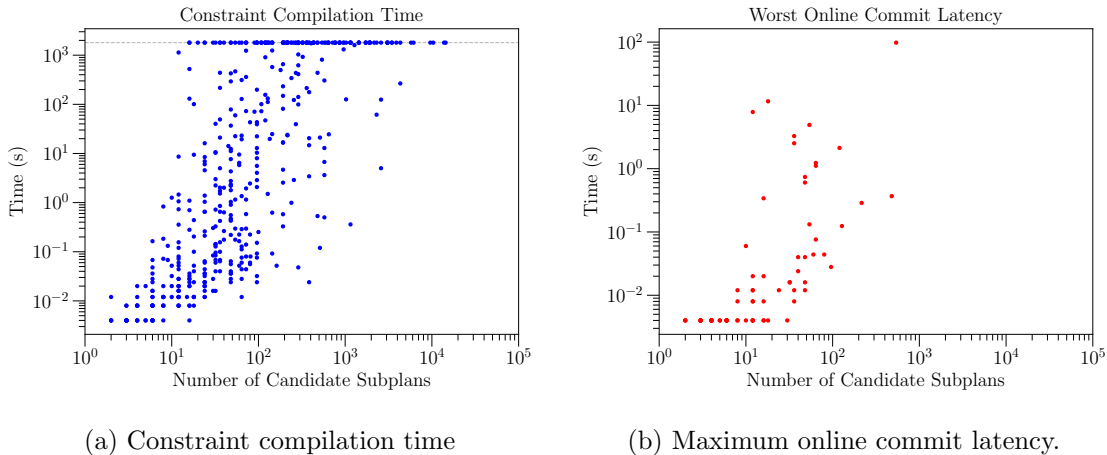 Constraint Compilation Time
10^3
10^2
10^1
10^0
10^−1
10^−2
Time (s)
10^0 10^1 10^2 10^3 10^4 10^5
Number of Candidate Subplans
(a) Constraint compilation time
Worst Online Commit Latency
10^2
10^1
10^0
10^−1
10^−2
Time (s)
10^0 10^1 10^2 10^3 10^4 10^5
Number of Candidate Subplans
(b) Maximum online commit latency.